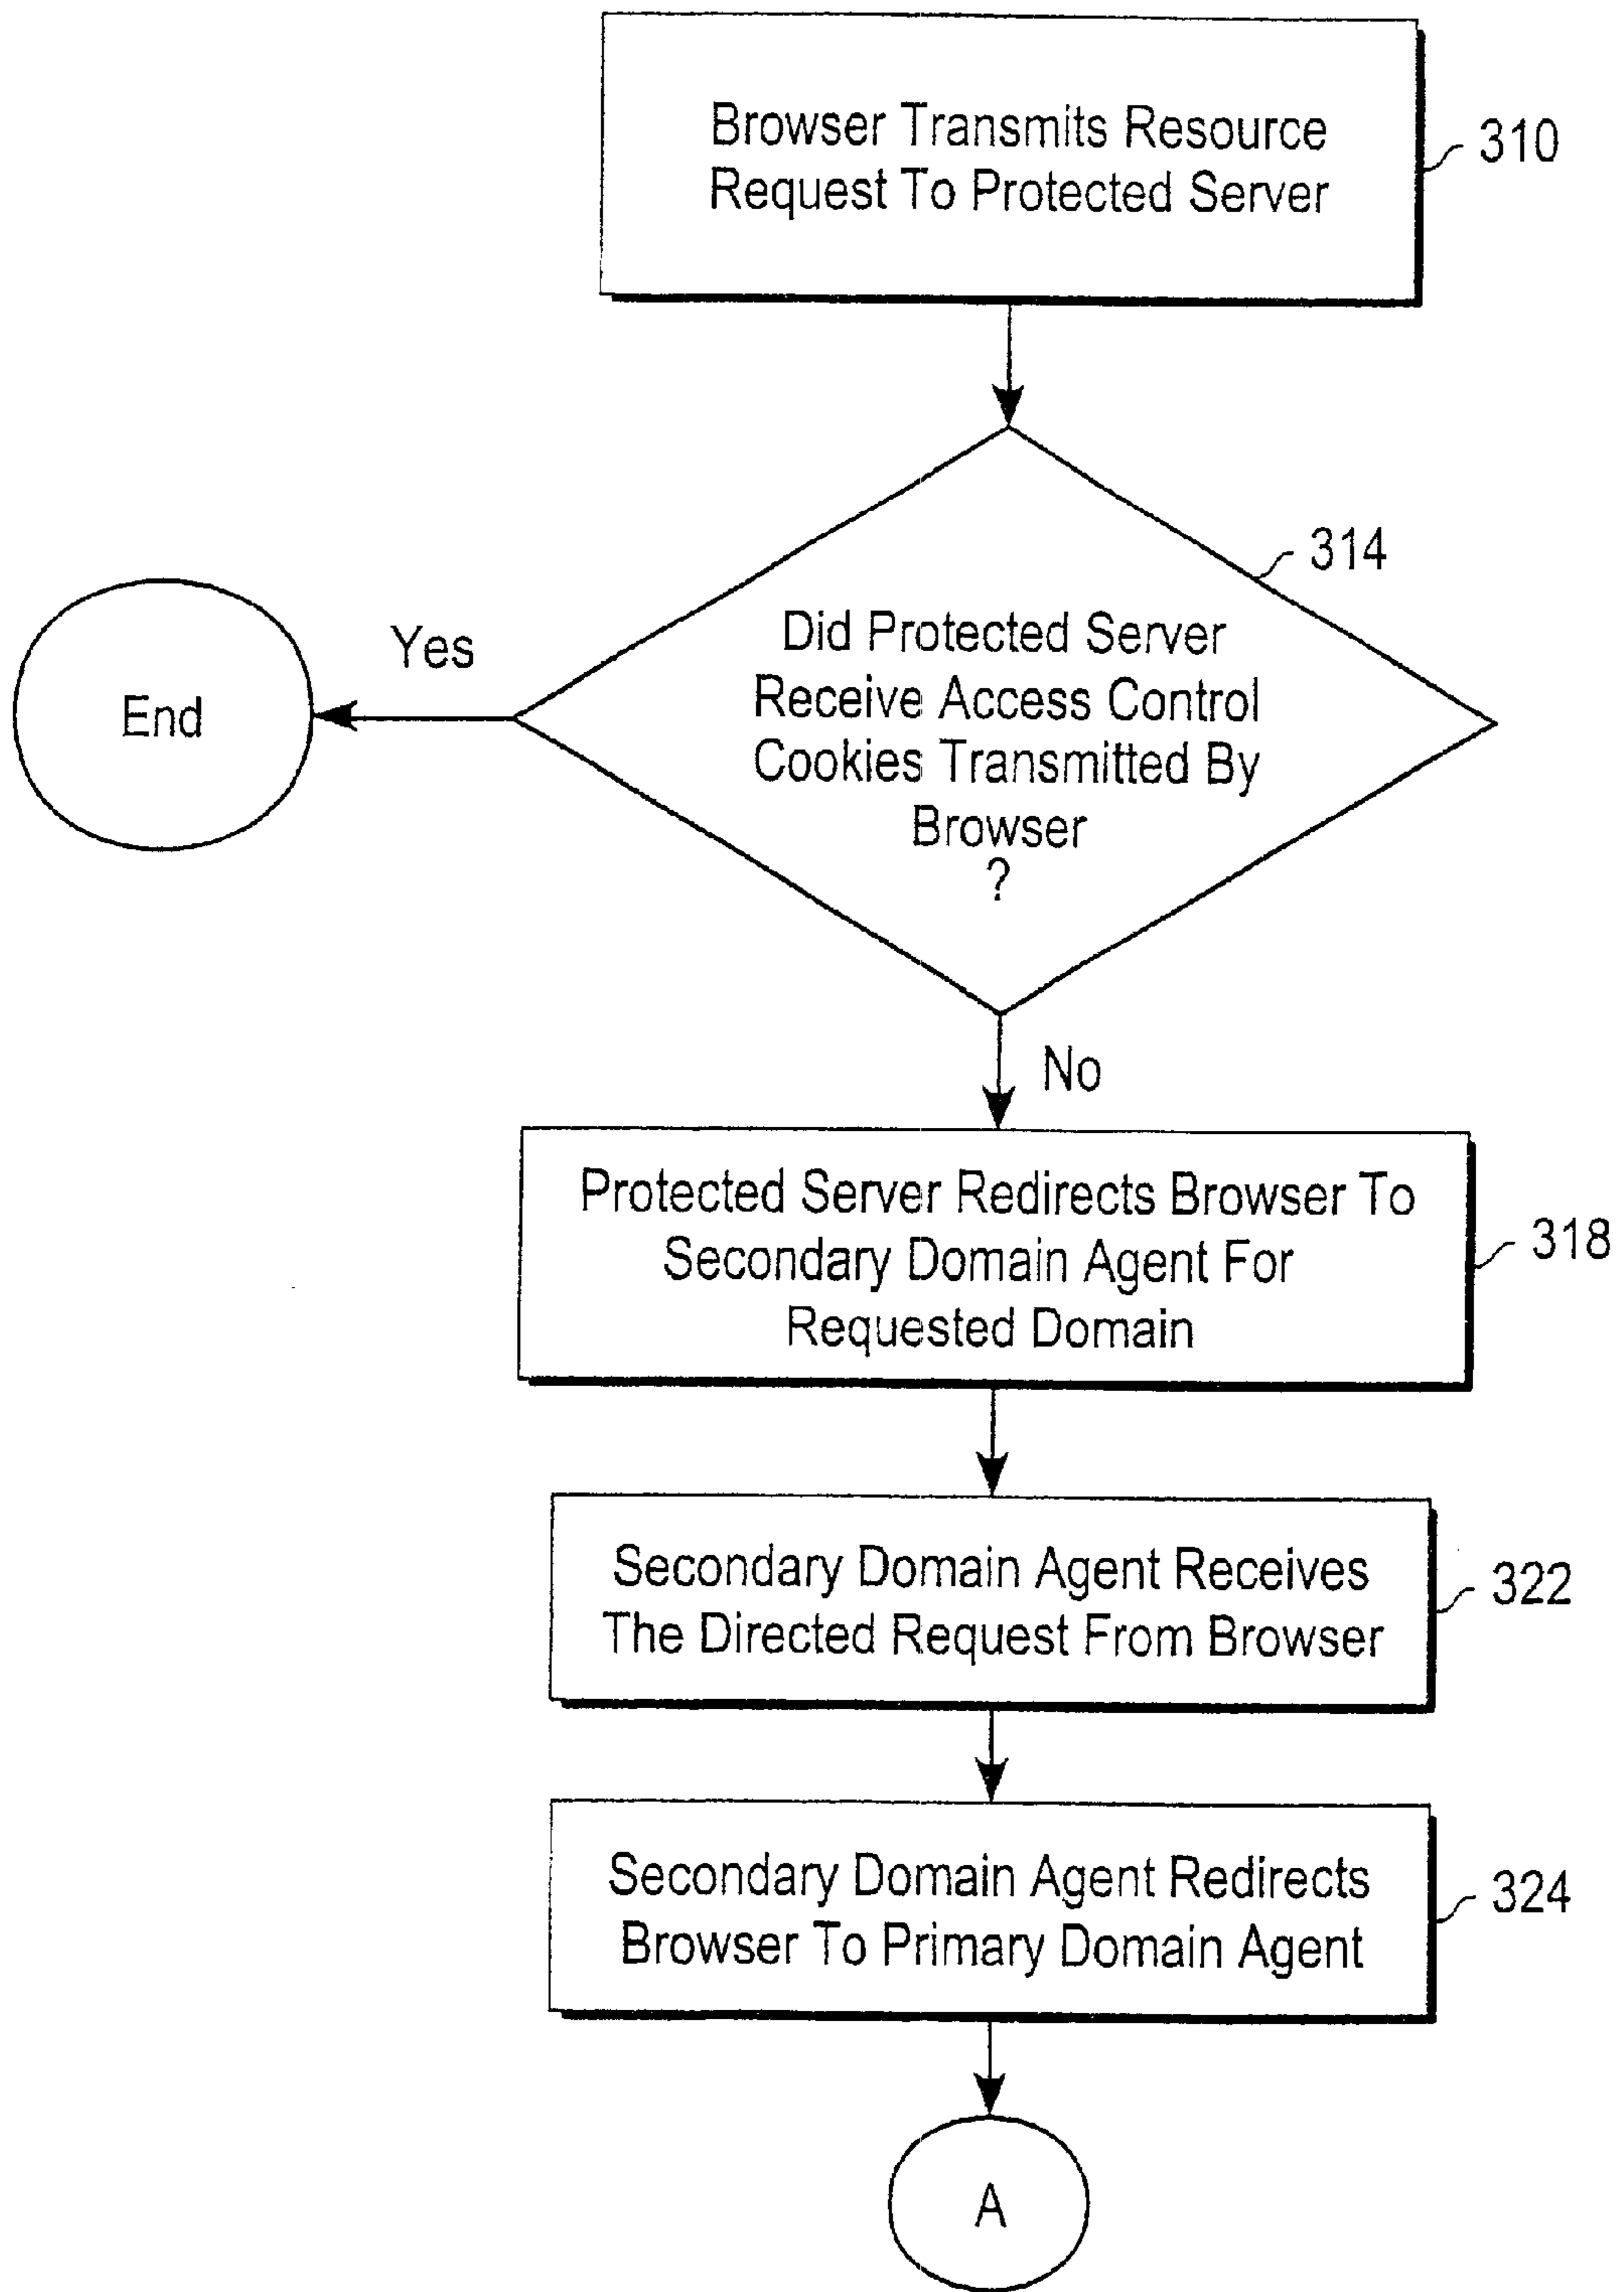 Browser Transmits Resource
Request To Protected Server
310
314
Did Protected Server
Receive Access Control
Cookies Transmitted By
Browser
?
Yes
End
No
Protected Server Redirects Browser To
Secondary Domain Agent For
Requested Domain
318
Secondary Domain Agent Receives
The Directed Request From Browser
322
Secondary Domain Agent Redirects
Browser To Primary Domain Agent
324
A